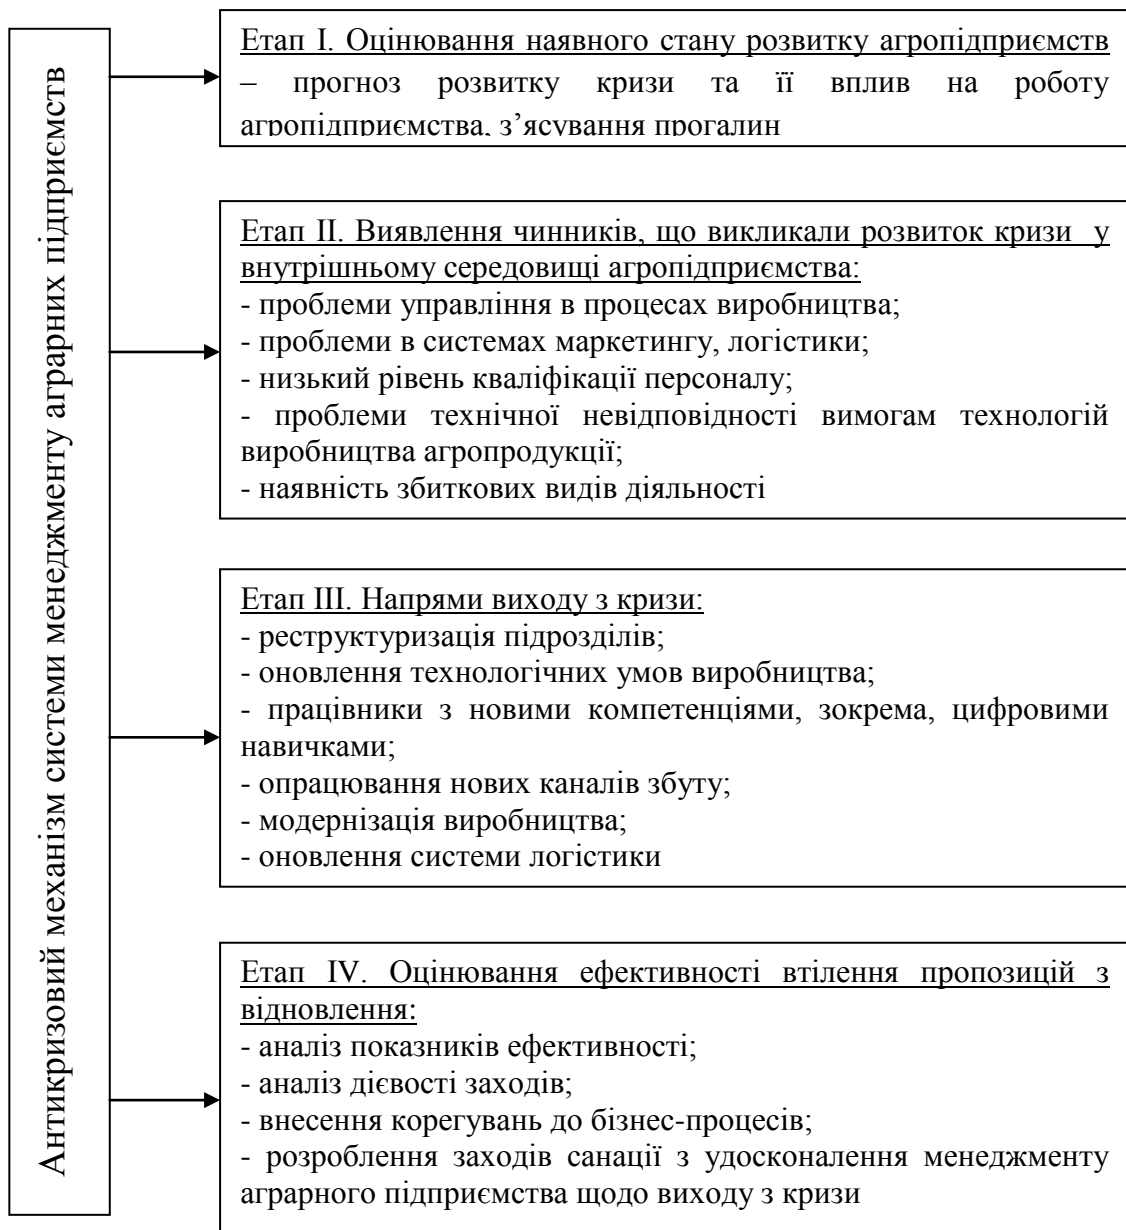 Антикризовий механізм системи менеджменту аграрних підприємств
Етап І. Оцінювання наявного стану розвитку агропідприємств
– прогноз розвитку кризи та її вплив на роботу
агропідприємства, з’ясування прогалин
Етап ІІ. Виявлення чинників, що викликали розвиток кризи у
внутрішньому середовищі агропідприємства:
- проблеми управління в процесах виробництва;
- проблеми в системах маркетингу, логістики;
- низький рівень кваліфікації персоналу;
- проблеми технічної невідповідності вимогам технологій
виробництва агропродукції;
- наявність збиткових видів діяльності
Етап ІІІ. Напрями виходу з кризи:
- реструктуризація підрозділів;
- оновлення технологічних умов виробництва;
- працівники з новими компетенціями, зокрема, цифровими
навичками;
- опрацювання нових каналів збуту;
- модернізація виробництва;
- оновлення системи логістики
Етап IV. Оцінювання ефективності втілення пропозицій з
відновлення:
- аналіз показників ефективності;
- аналіз дієвості заходів;
- внесення корегувань до бізнес-процесів;
- розроблення заходів санації з удосконалення менеджменту
аграрного підприємства щодо виходу з кризи